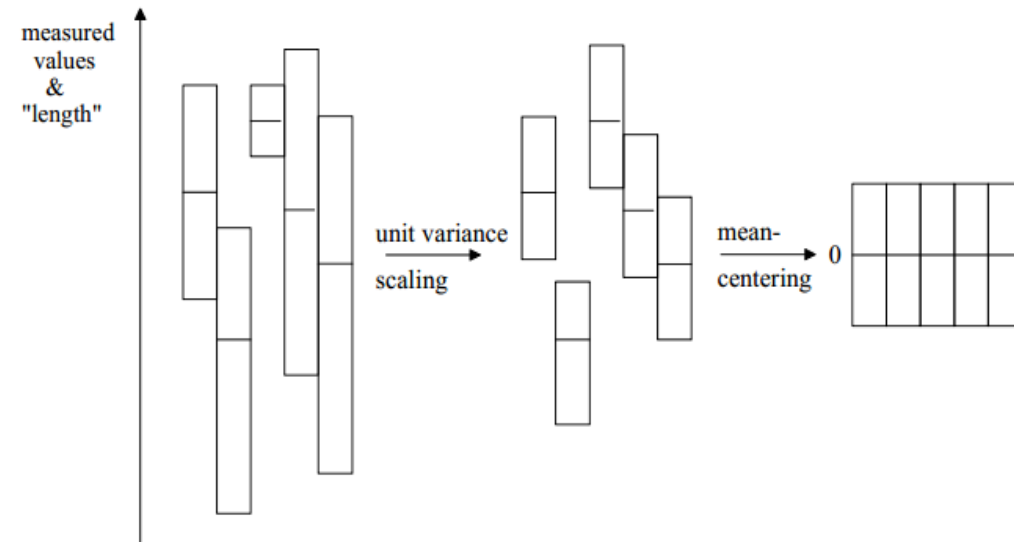 measured
values
&
"length"
unit variance
scaling
mean-
centering
0